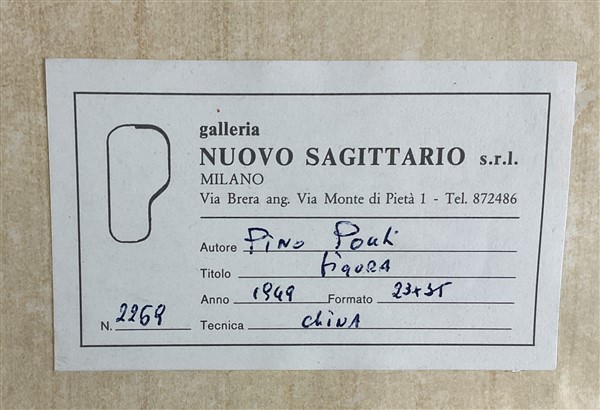 galleria
NUOVO SAGITTARIO s.r.l.
MILANO
Via Brera ang. Via Monte di Pietà 1 - Tel. 872486
Autore Pino Ponti
Titolo figura
Anno 1949 Formato 23x35
N. 2269 Tecnica China